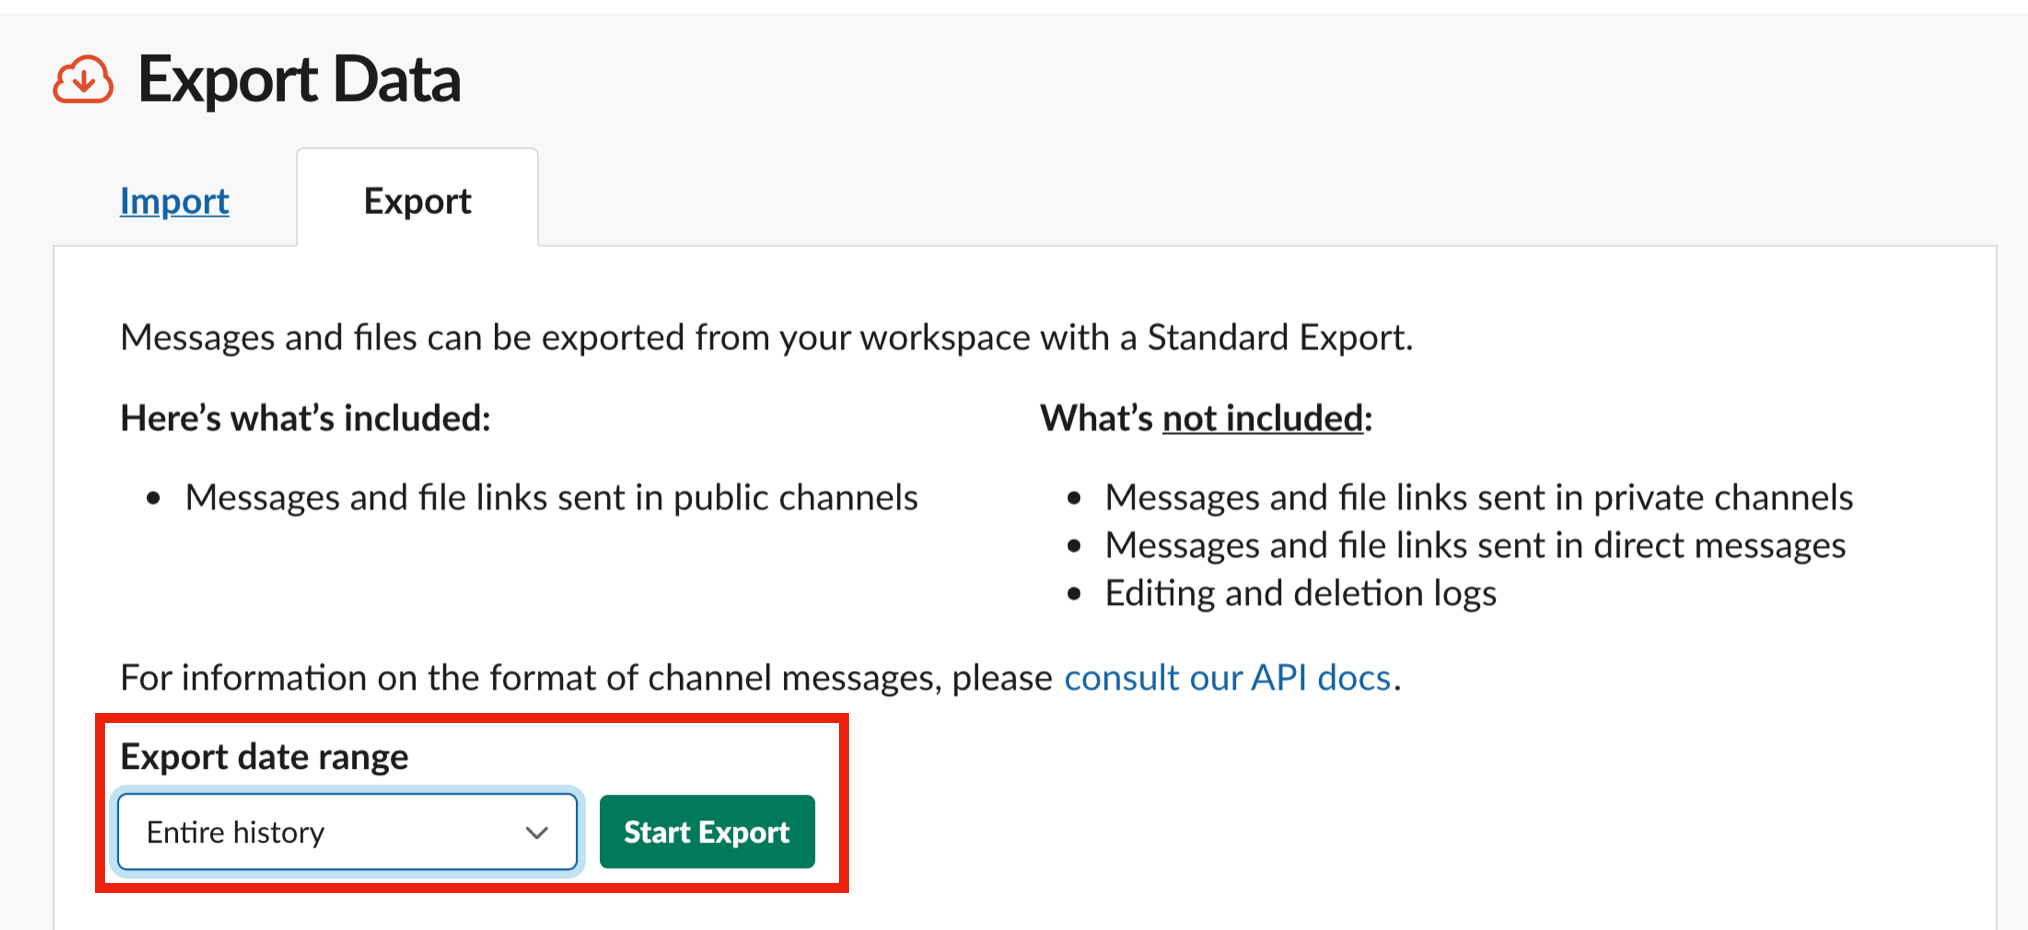 Export Data
Import
Export
Messages and files can be exported from your workspace with a Standard Export.
Here’s what’s included:
• Messages and file links sent in public channels
What’s not included:
• Messages and file links sent in private channels
• Messages and file links sent in direct messages
• Editing and deletion logs
For information on the format of channel messages, please consult our API docs.
Export date range
Entire history
Start Export